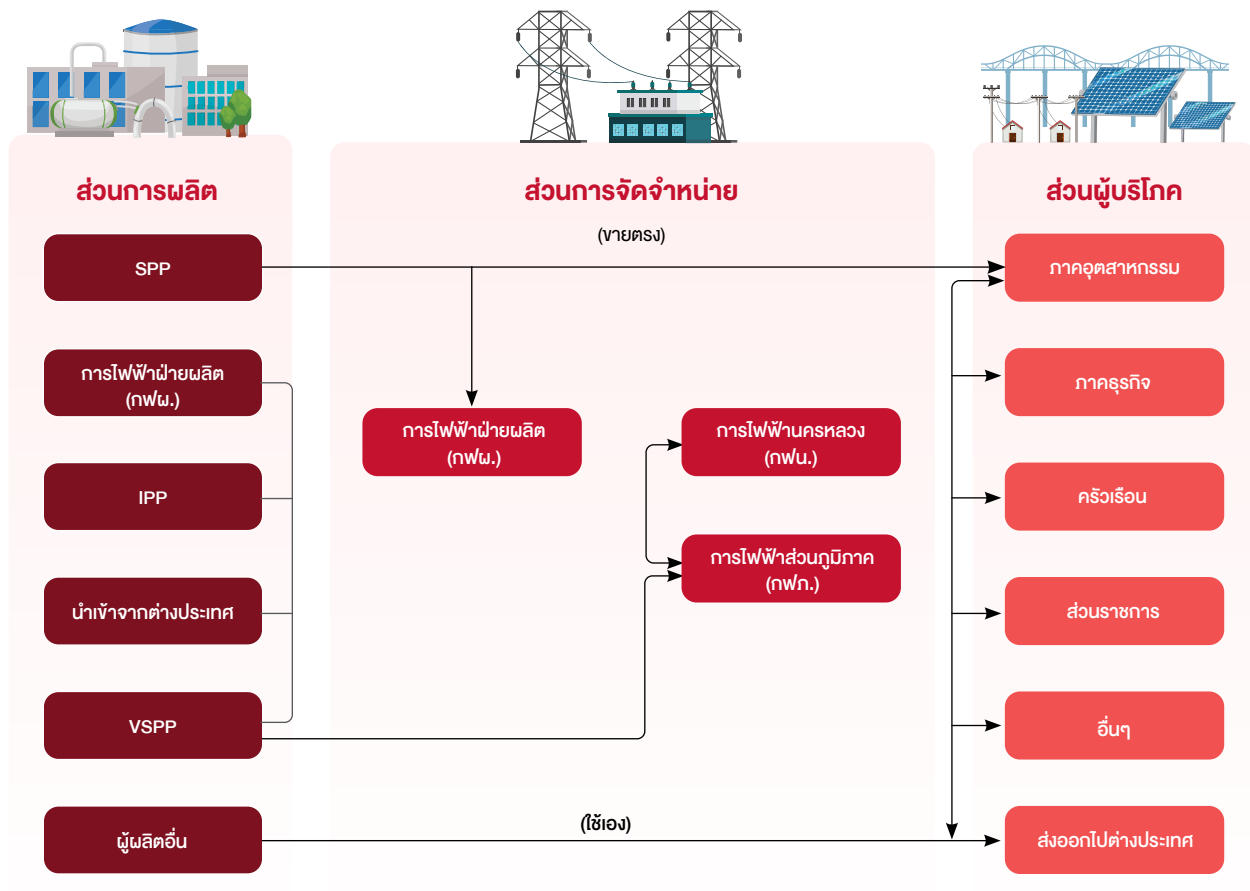 ส่วนการผลิต
SPP
การไฟฟ้าฝ่ายผลิต
(กฟผ.)
IPP
นำเข้าจากต่างประเทศ
VSPP
ผู้ผลิตอื่น
ส่วนการจัดจำหน่าย
(ขายตรง)
การไฟฟ้าฝ่ายผลิต
(กฟผ.)
การไฟฟ้านครหลวง
(กฟน.)
การไฟฟ้าส่วนภูมิภาค
(กฟภ.)
(ใช้เอง)
ส่วนผู้บริโภค
ภาคอุตสาหกรรม
ภาคธุรกิจ
ครัวเรือน
ส่วนราชการ
อื่นๆ
ส่งออกไปต่างประเทศ